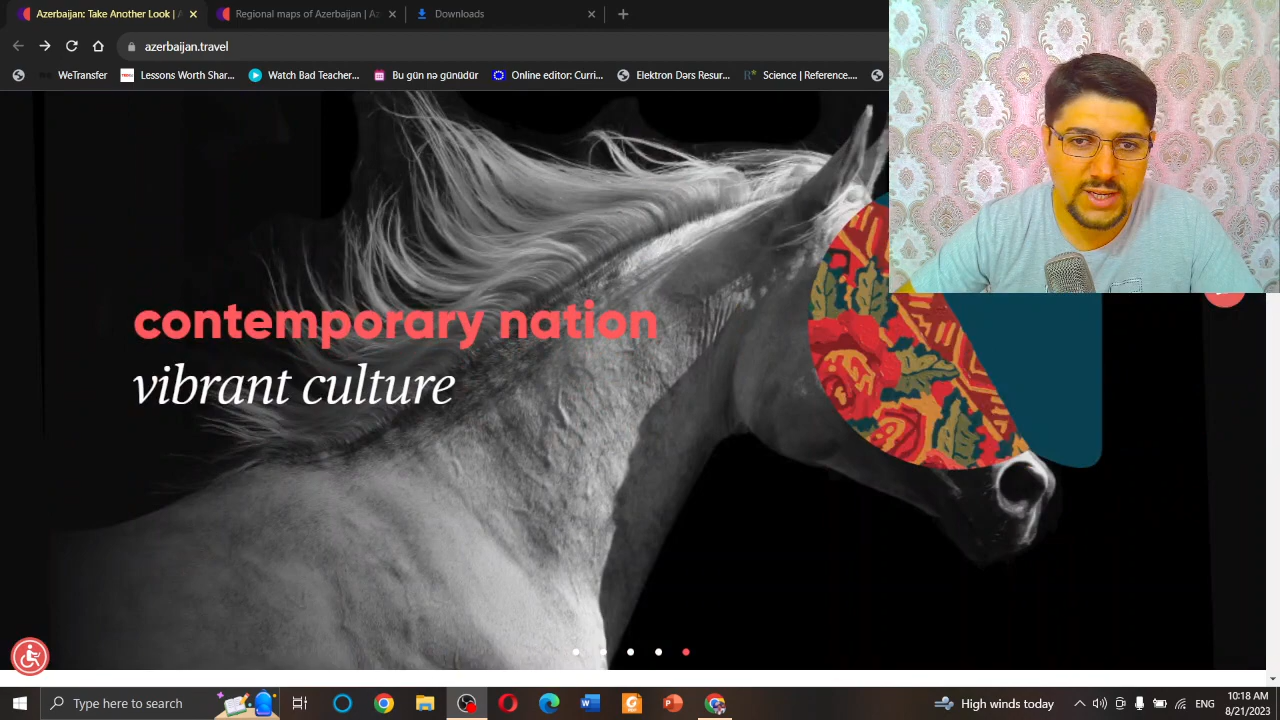 Azerbaijan: Take Another Look |
Regional maps of Azerbaijan | Az
Downloads
azerbaijan.travel
WeTransfer
Lessons Worth Shar...
Watch Bad Teacher...
Bu gün nə günüdür
Online editor: Curri...
Elektron Dərs Resur...
Science | Reference....
contemporary nation
vibrant culture
Type here to search
High winds today
ENG
10:18 AM
8/21/2023